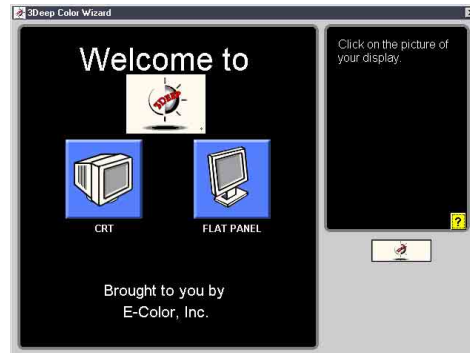 3Deep Color Wizard
Welcome to
3DEEP
CRT
FLAT PANEL
Brought to you by
E-Color, Inc.
Click on the picture of
your display.
?